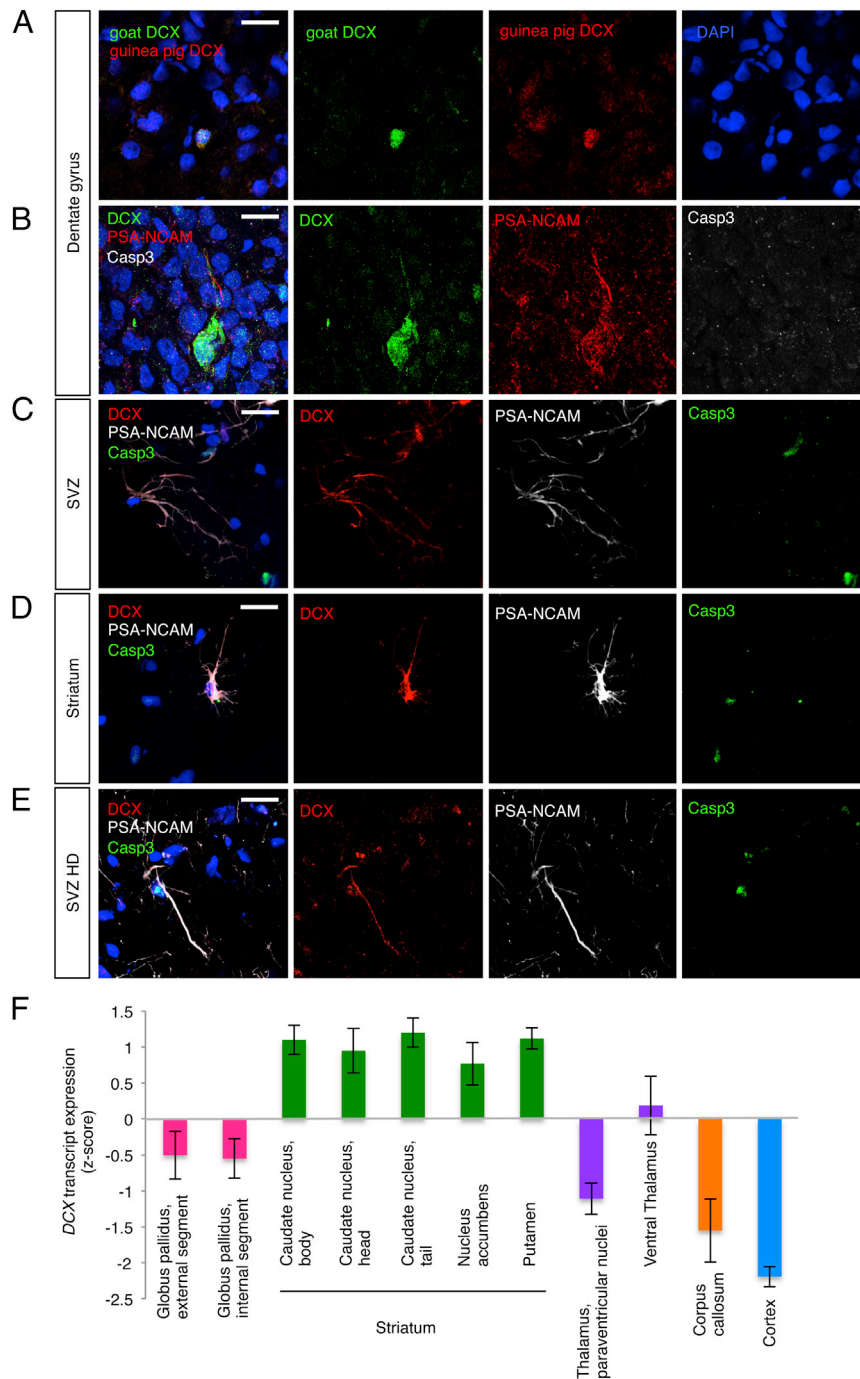 A
goat DCX
guinea pig DCX
goat DCX
guinea pig DCX
DAPI
Dentate gyrus
B
DCX
PSA-NCAM
Casp3
DCX
PSA-NCAM
Casp3
C
SVZ
DCX
PSA-NCAM
Casp3
DCX
PSA-NCAM
Casp3
D
Striatum
DCX
PSA-NCAM
Casp3
DCX
PSA-NCAM
Casp3
E
SVZ HD
DCX
PSA-NCAM
Casp3
DCX
PSA-NCAM
Casp3
F
DCX transcript expression
(z-score)
1.5
1
0.5
0
-0.5
-1
-1.5
-2
-2.5
Globus pallidus,
external segment
Globus pallidus,
internal segment
Caudate nucleus,
body
Caudate nucleus,
head
Caudate nucleus,
tail
Nucleus
accumbens
Putamen
Striatum
Thalamus,
paraventricular nuclei
Ventral Thalamus
Corpus
callosum
Cortex